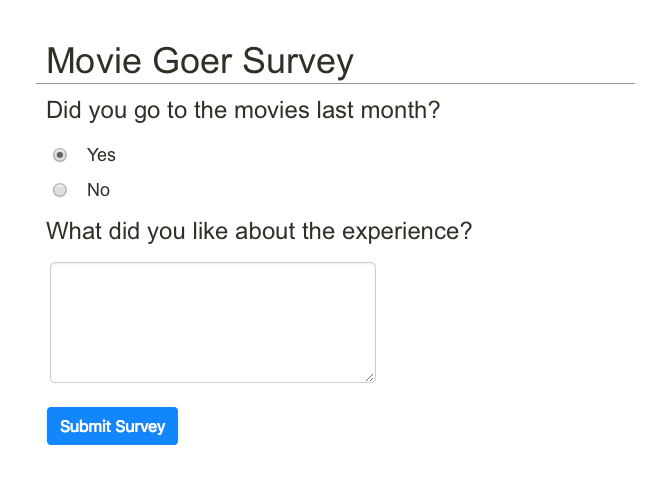 Movie Goer Survey
Did you go to the movies last month?
Yes
No
What did you like about the experience?
Submit Survey